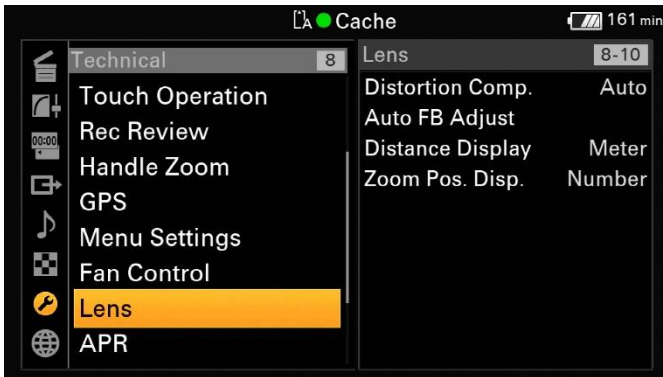 A Cache 161 min
Technical 8
Touch Operation
Rec Review
Handle Zoom
GPS
Menu Settings
Fan Control
Lens
APR
00:00
Lens 8-10
Distortion Comp. Auto
Auto FB Adjust
Distance Display Meter
Zoom Pos. Disp. Number